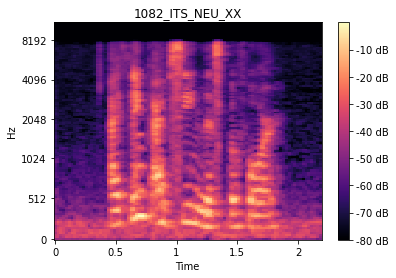 1082_ITS_NEU_XX
8192
4096
2048
1024
512
0
Hz
0
0.5
1
1.5
2
Time
-10 dB
-20 dB
-30 dB
-40 dB
-50 dB
-60 dB
-70 dB
-80 dB